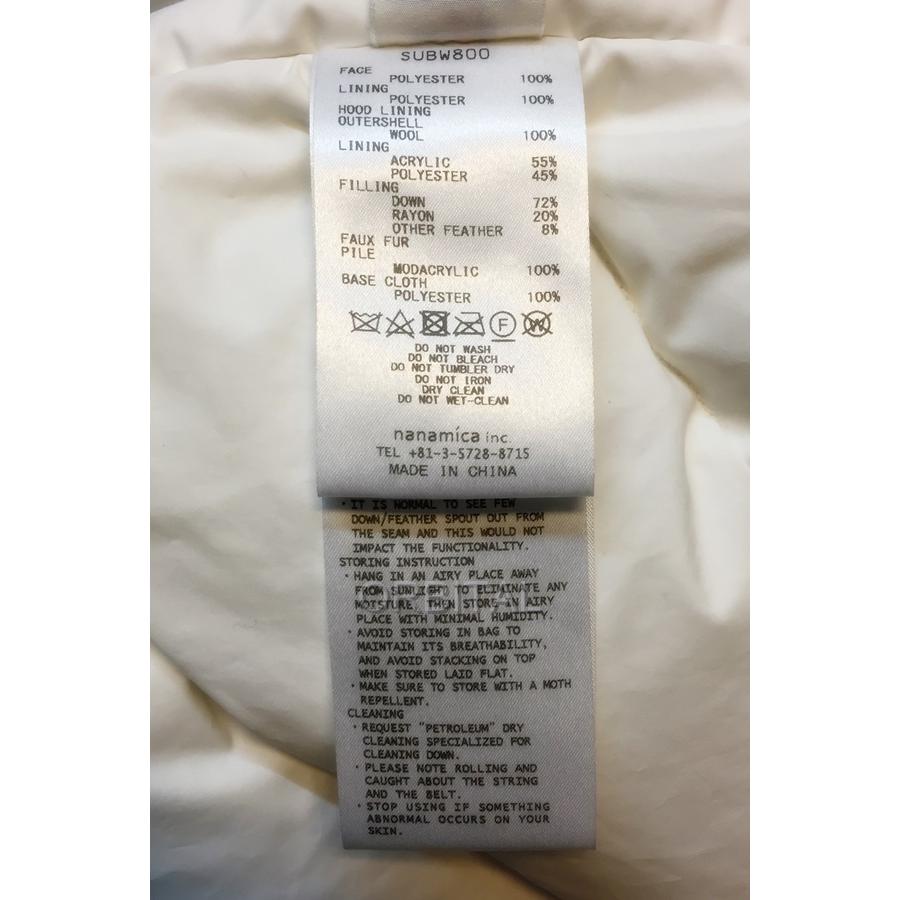 SUBW800
FACE
POLYESTER 100%
LINING
POLYESTER 100%
HOOD LINING
OUTERSHELL
WOOL 100%
LINING
ACRYLIC 55%
POLYESTER 45%
FILLING
DOWN 72%
RAYON 20%
OTHER FEATHER 8%
FAUX FUR
PILE
MODACRYLIC 100%
BASE CLOTH
POLYESTER 100%
F W
DO NOT WASH
DO NOT BLEACH
DO NOT TUMBLER DRY
DO NOT IRON
DRY CLEAN
DO NOT WET-CLEAN
nanamica inc.
TEL +81-3-5728-8715
MADE IN CHINA
・IT IS NORMAL TO SEE FEW
DOWN/FEATHER SPOUT OUT FROM
THE SEAM AND THIS WOULD NOT
IMPACT THE FUNCTIONALITY.
STORING INSTRUCTION
・HANG IN AN AIRY PLACE AWAY
FROM SUNLIGHT TO ELIMINATE ANY
MOISTURE, THEN STORE IN AIRY
ORBITAL
PLACE WITH MINIMAL HUMIDITY.
・AVOID STORING IN BAG TO
MAINTAIN ITS BREATHABILITY,
AND AVOID STACKING ON TOP
WHEN STORED LAID FLAT.
・MAKE SURE TO STORE WITH A MOTH
REPELLENT.
CLEANING
・REQUEST "PETROLEUM" DRY
CLEANING SPECIALIZED FOR
CLEANING DOWN.
・PLEASE NOTE ROLLING AND
CAUGHT ABOUT THE STRING
AND THE BELT.
・STOP USING IF SOMETHING
ABNORMAL OCCURS ON YOUR
SKIN.